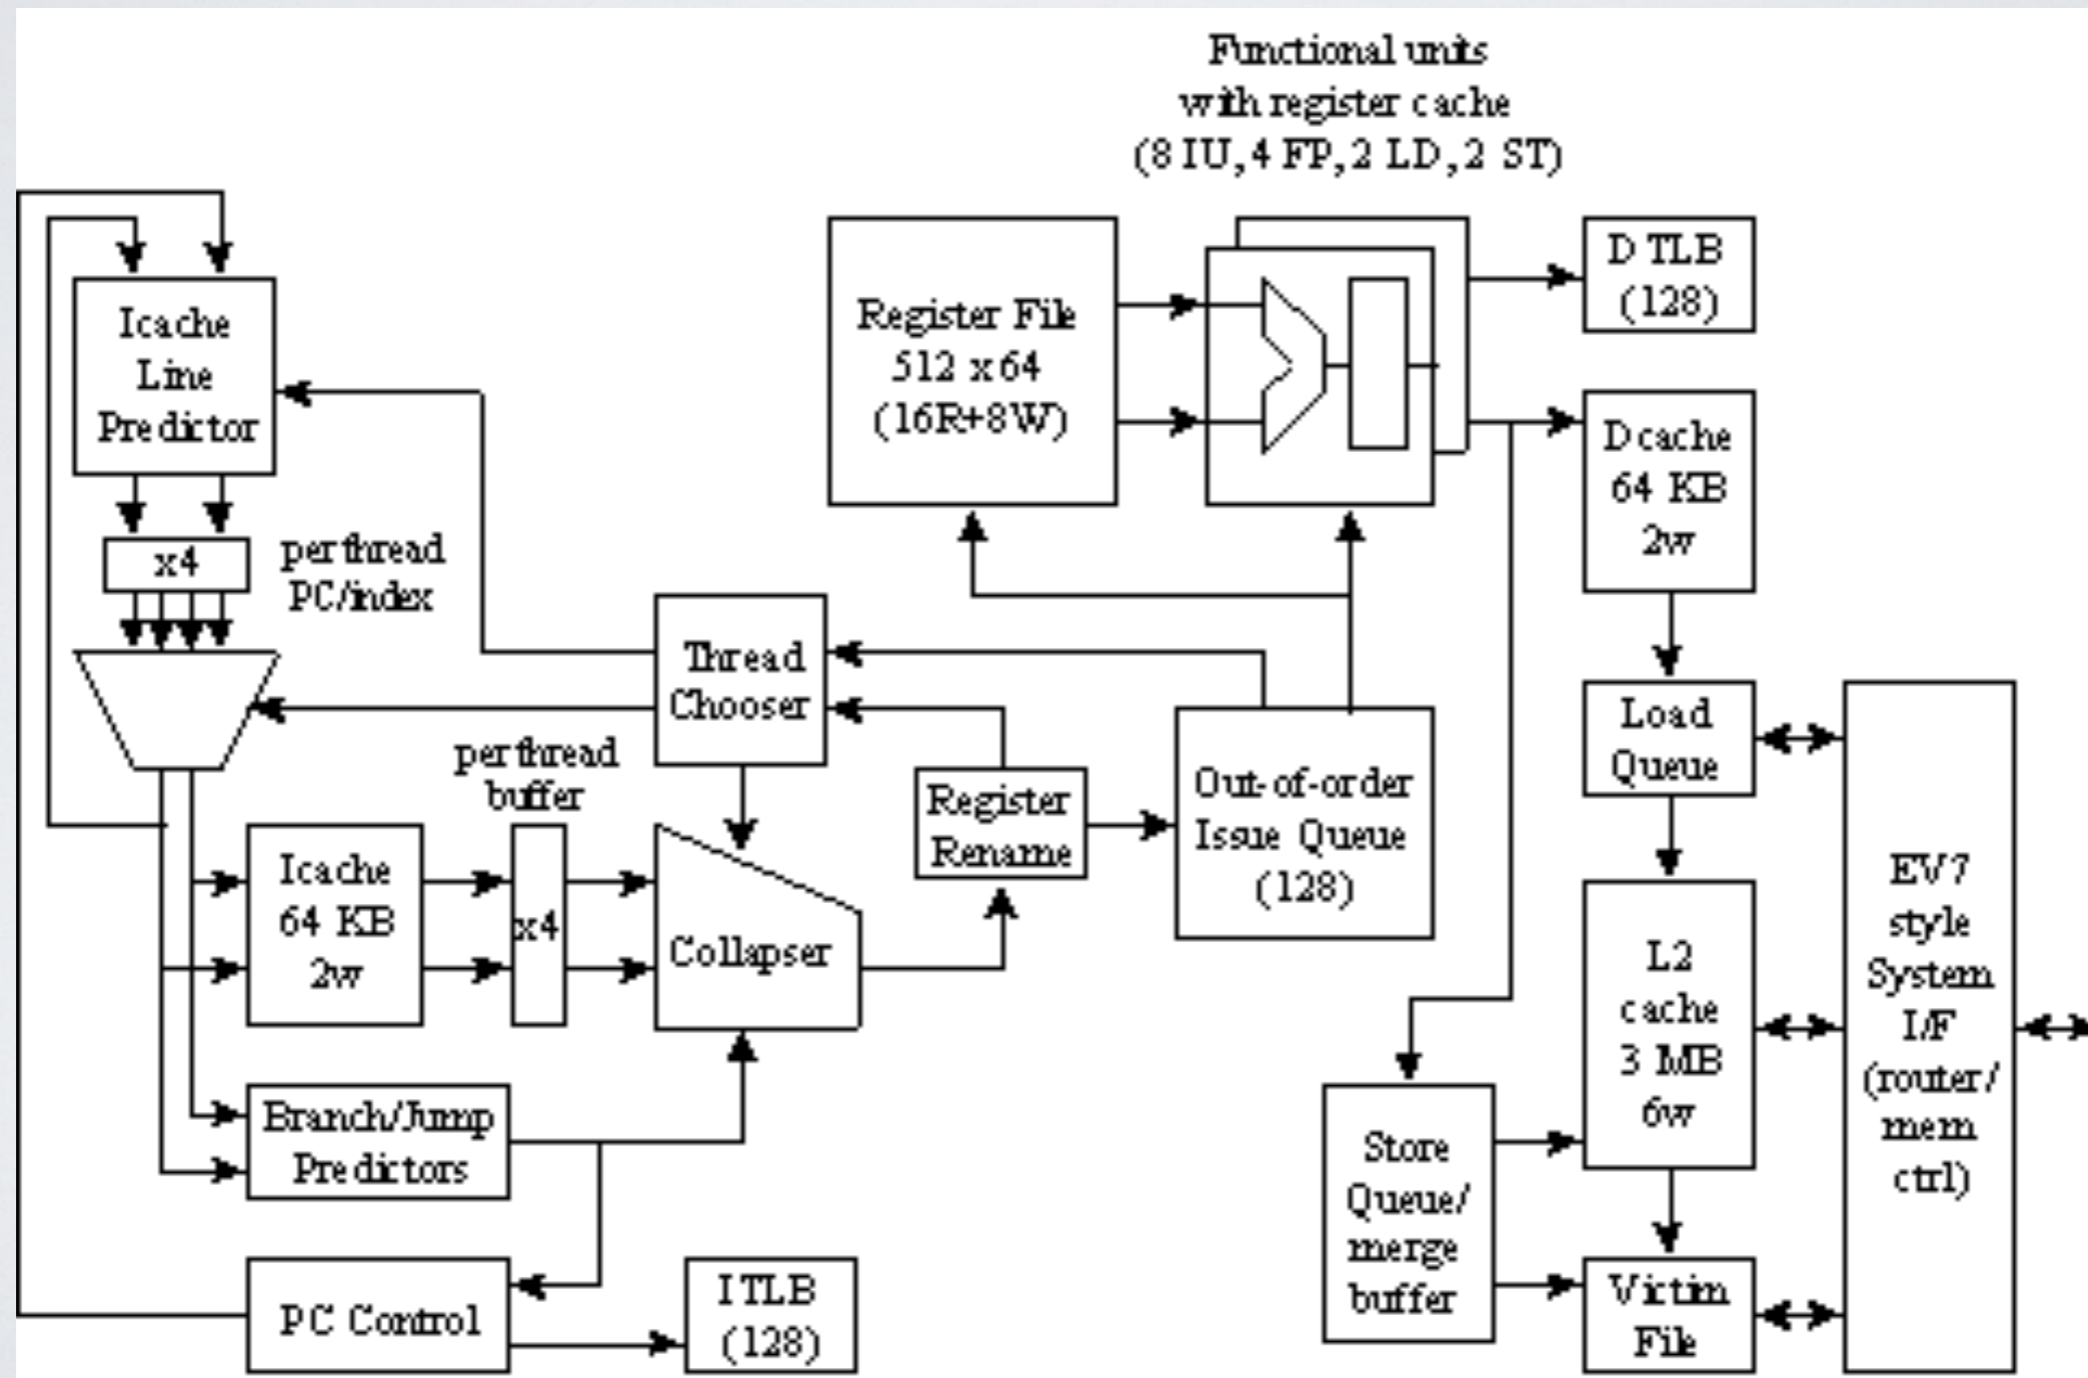 Functional units
with register cache
(8 IU,4 FP,2 LD,2 ST)
Icache
Line
Predictor
x4
per thread
PC/index
Register File
512 x 64
(16R+8W)
D TLB
(128)
Dcache
64 KB
2w
Thread
Chooser
per thread
buffer
Icache
64 KB
2w
x4
Collapser
Register
Rename
Out-of-order
Issue Queue
(128)
Load
Queue
L2
cache
3 MB
6w
EV7
style
System
I/F
(router/
mem
ctrl)
Branch/Jump
Predictors
PC Control
I TLB
(128)
Store
Queue/
merge
buffer
Victim
File